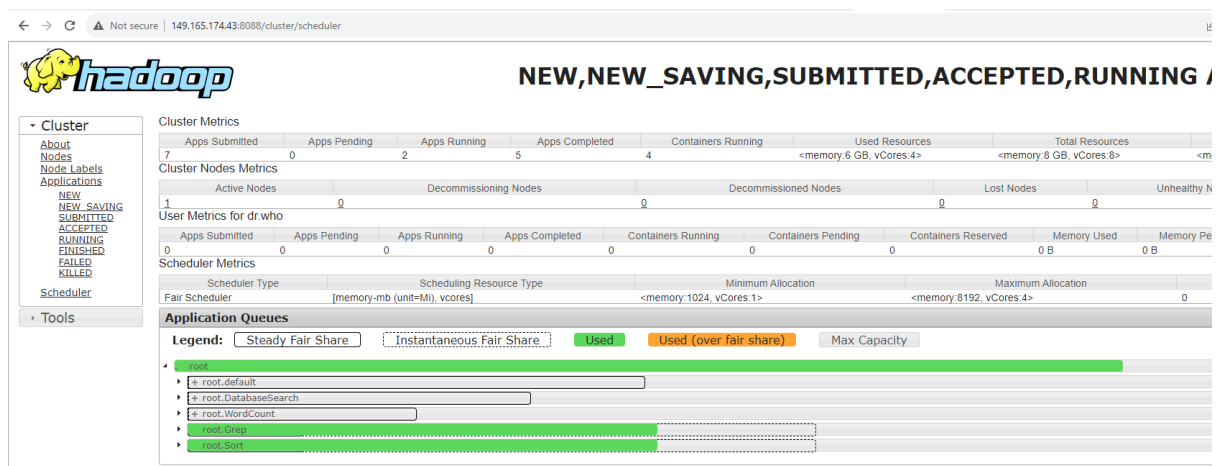 Not secure | 149.165.174.43:8088/cluster/scheduler
hadoop
NEW,NEW_SAVING,SUBMITTED,ACCEPTED,RUNNING
Cluster
About
Nodes
Node Labels
Applications
NEW
NEW_SAVING
SUBMITTED
ACCEPTED
RUNNING
FINISHED
FAILED
KILLED
Scheduler
Tools
Cluster Metrics
Apps Submitted Apps Pending Apps Running Apps Completed Containers Running Used Resources Total Resources
7 0 2 5 4 <memory:6 GB, vCores:4> <memory:8 GB, vCores:8>
Cluster Nodes Metrics
Active Nodes Decommissioning Nodes Decommissioned Nodes Lost Nodes Unhealthy
1 0 0 0 0
User Metrics for dr.who
Apps Submitted Apps Pending Apps Running Apps Completed Containers Running Containers Pending Containers Reserved Memory Used Memory
0 0 0 0 0 0 0 0 B 0 B
Scheduler Metrics
Scheduler Type Scheduling Resource Type Minimum Allocation Maximum Allocation
Fair Scheduler [memory-mb (unit=Mi), vcores] <memory:1024, vCores:1> <memory:8192, vCores:4> 0
Application Queues
Legend: Steady Fair Share Instantaneous Fair Share Used Used (over fair share) Max Capacity
root
+ root.default
+ root.DatabaseSearch
+ root.WordCount
root.Grep
root.Sort